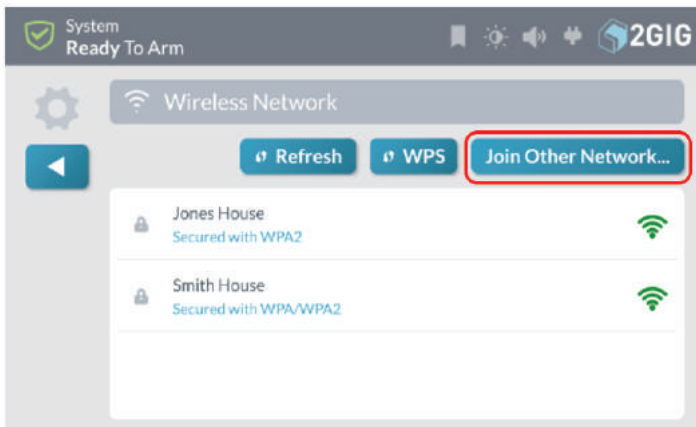 System
Ready To Arm
2GIG
Wireless Network
Refresh
WPS
Join Other Network...
Jones House
Secured with WPA2
Smith House
Secured with WPA/WPA2